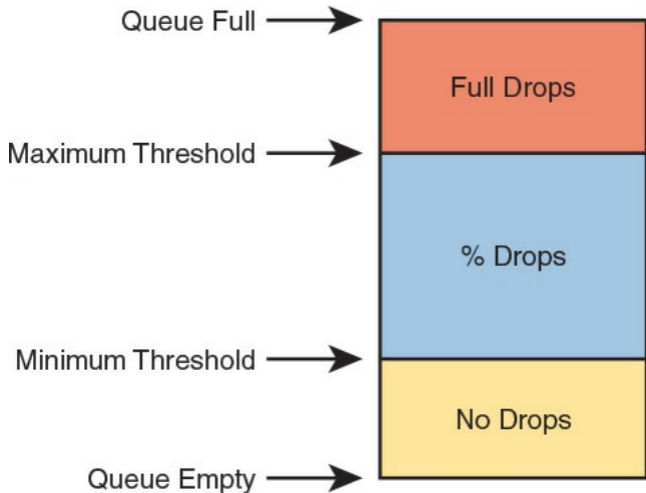 Queue Full
Full Drops
Maximum Threshold
% Drops
Minimum Threshold
No Drops
Queue Empty